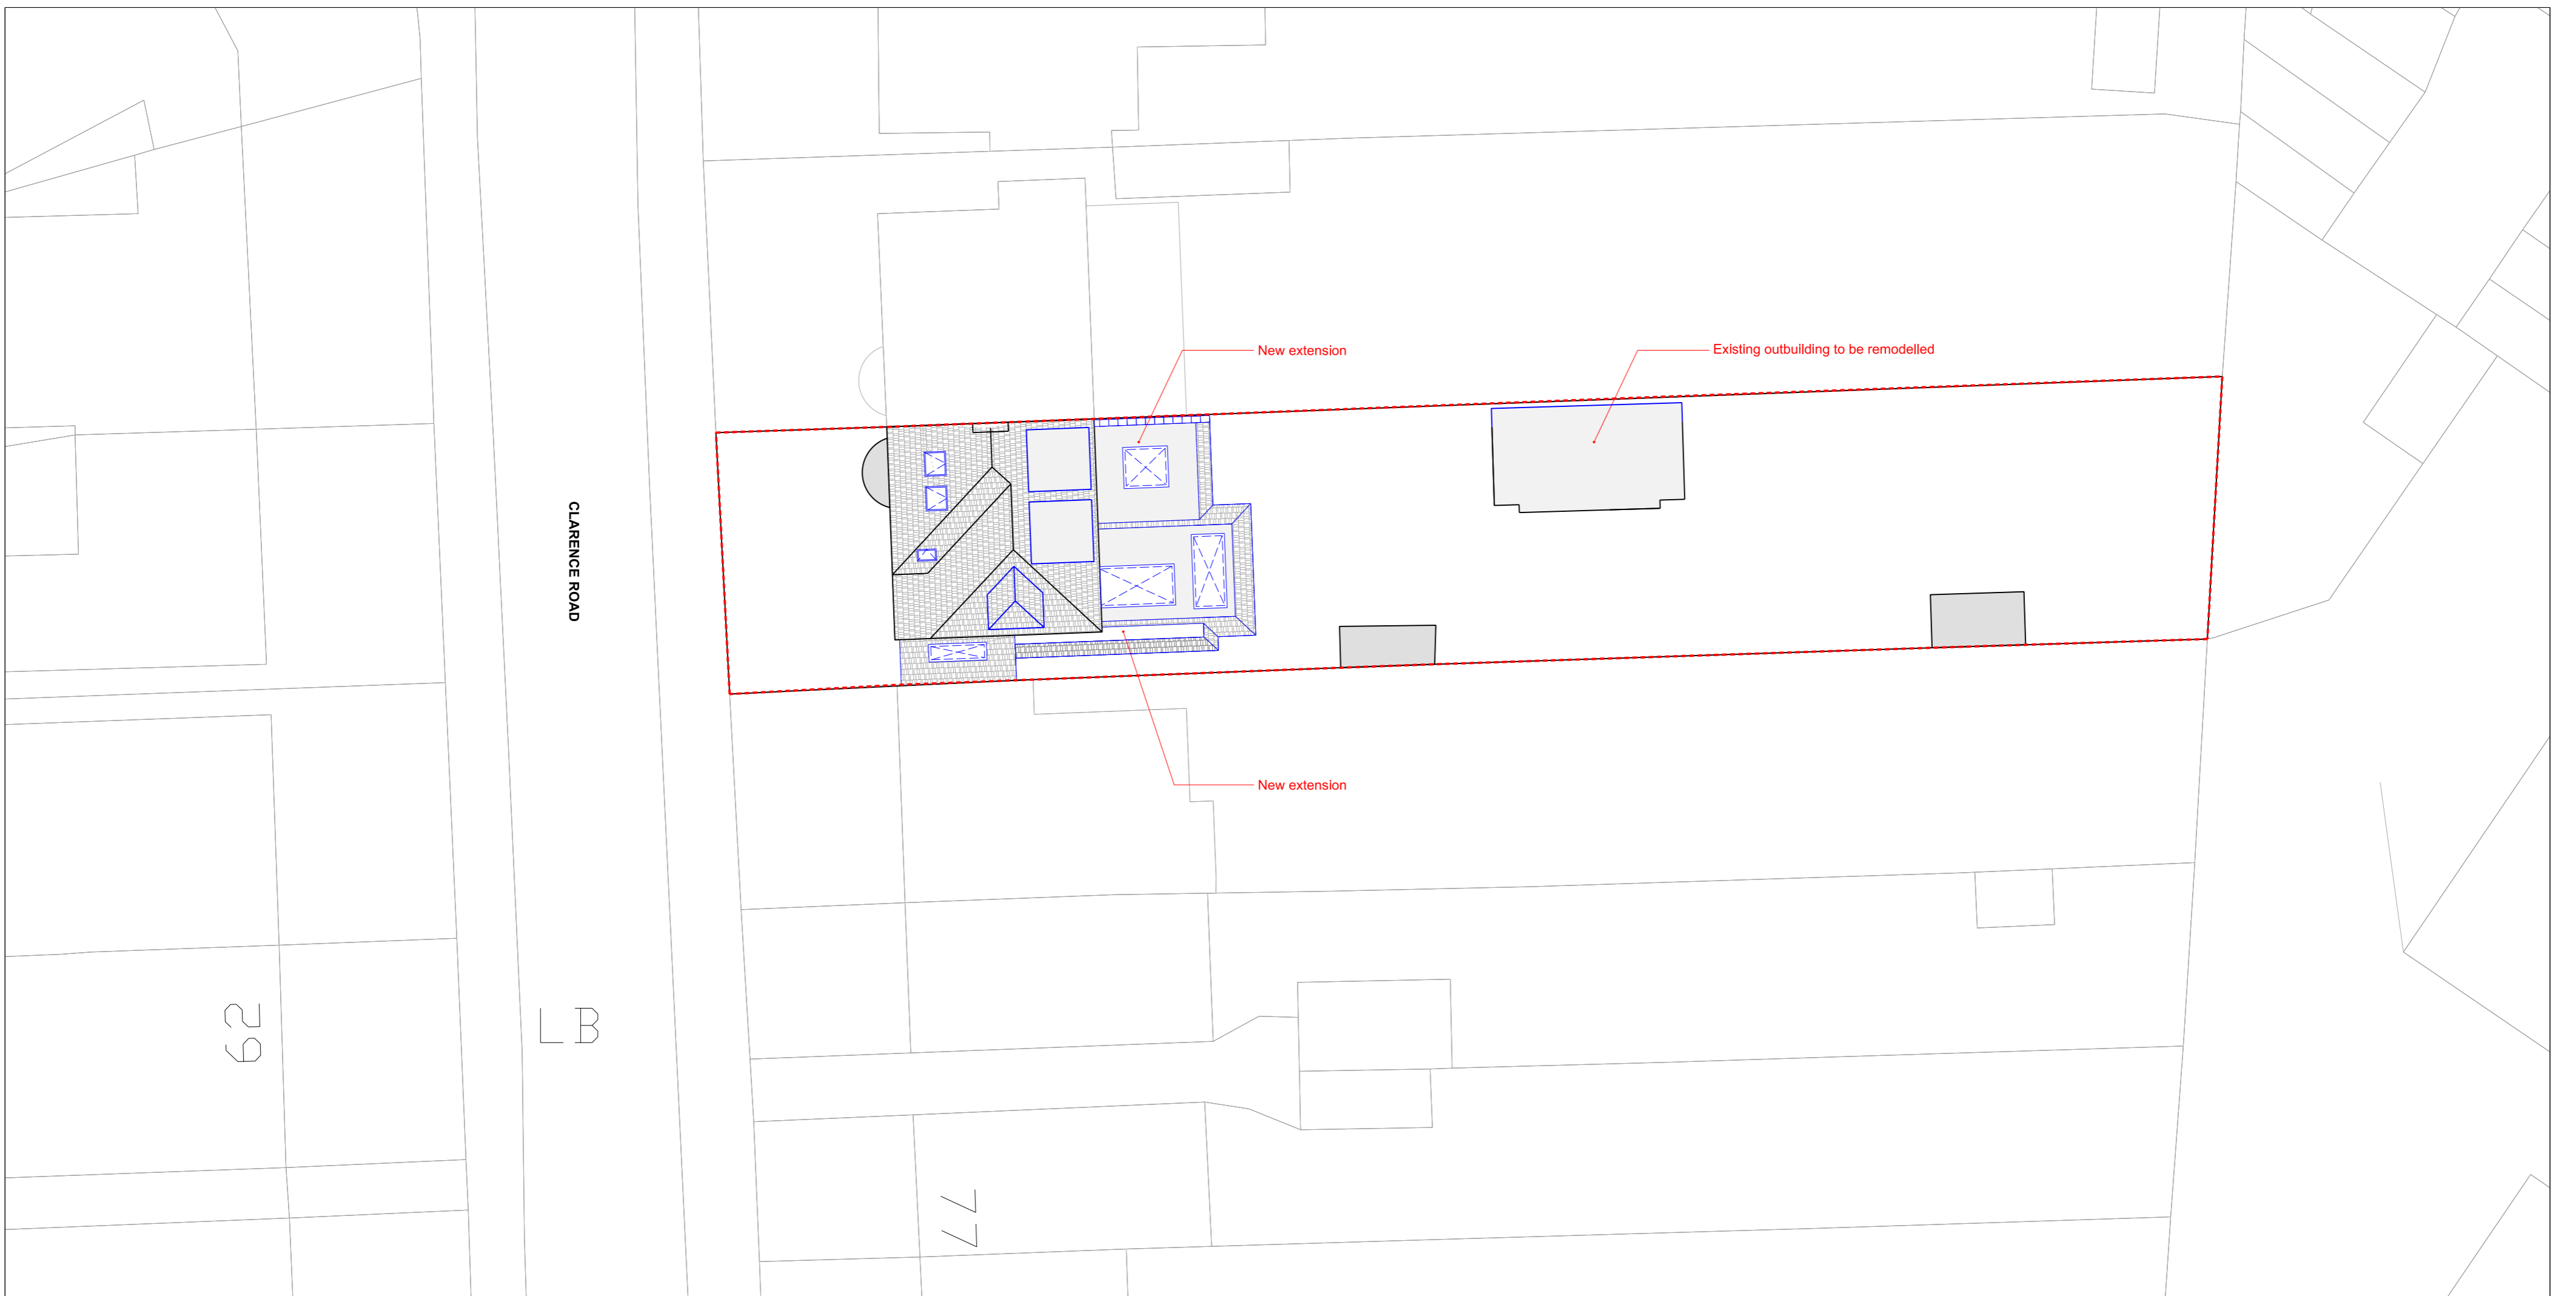 New extension
Existing outbuilding to be remodelled
CLARENCE ROAD
New extension
62
LB
77